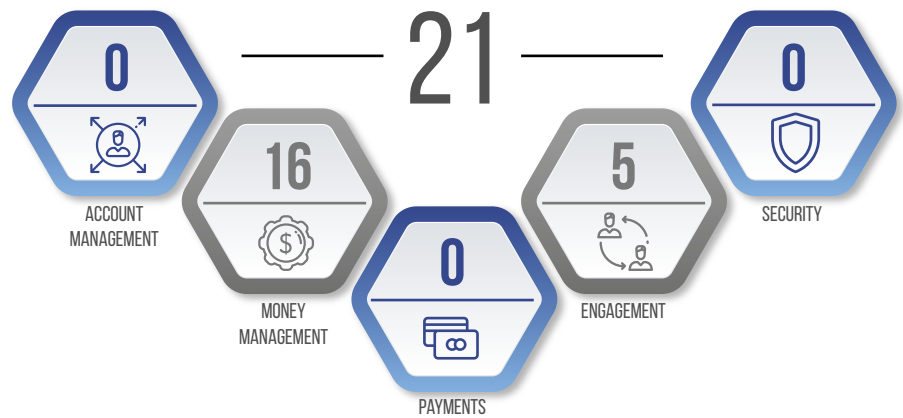 21
0
ACCOUNT
MANAGEMENT
16
$
MONEY
MANAGEMENT
0
PAYMENTS
5
ENGAGEMENT
0
SECURITY